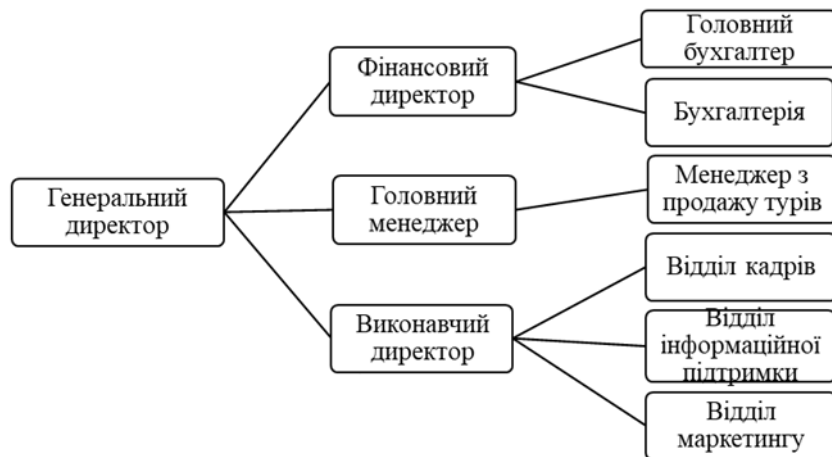 Генеральний
директор
Фінансовий
директор
Головний
менеджер
Виконавчий
директор
Головний
бухгалтер
Бухгалтерія
Менеджер з
продажу турів
Відділ кадрів
Відділ
інформаційної
підтримки
Відділ
маркетингу